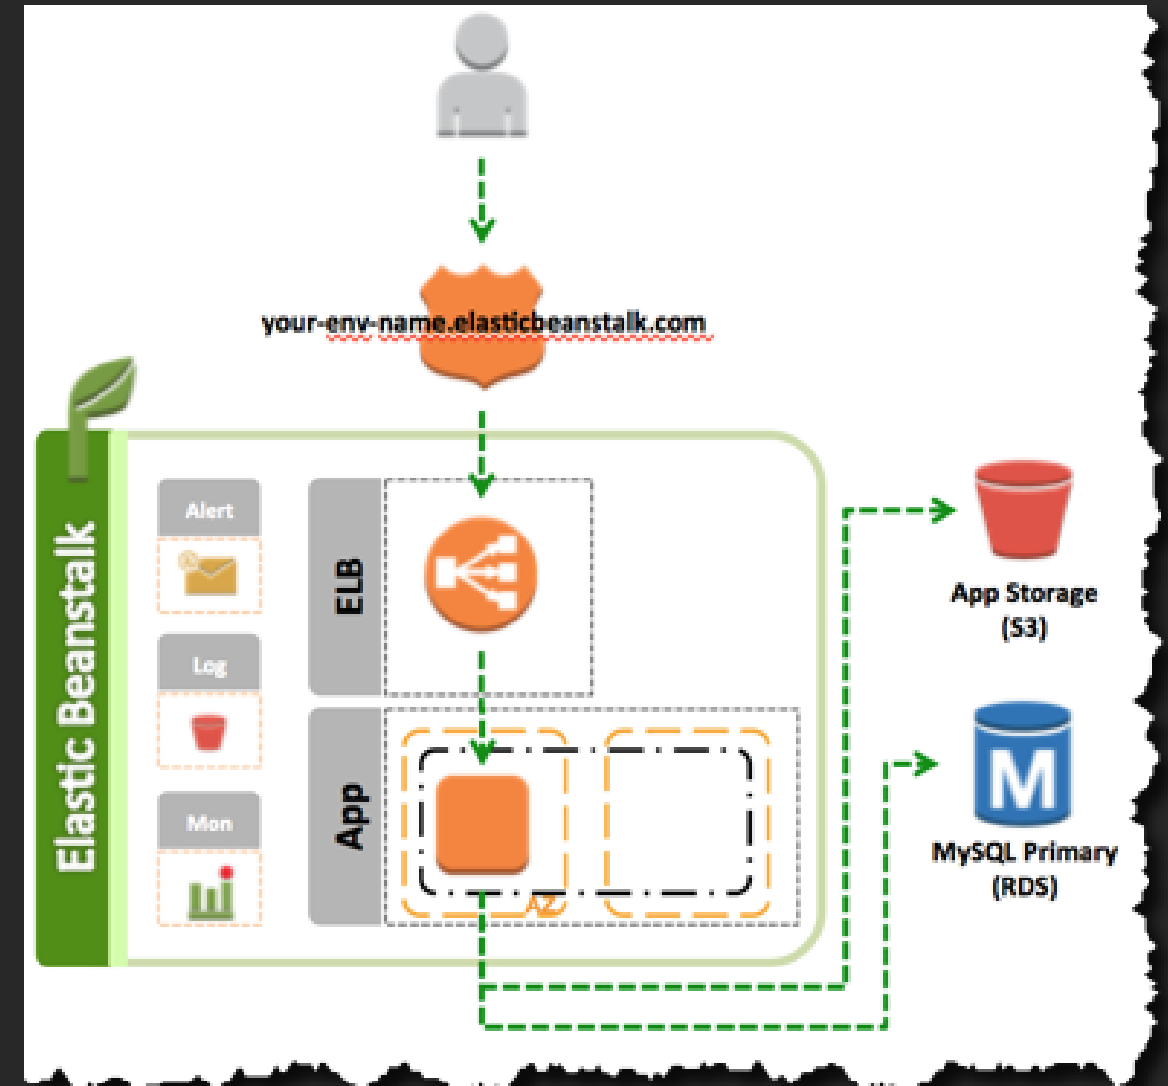 your-env-name.elasticbeanstalk.com
Elastic Beanstalk
Alert
Log
Mon
ELB
App
AZ
App Storage
(S3)
M
MySQL Primary
(RDS)